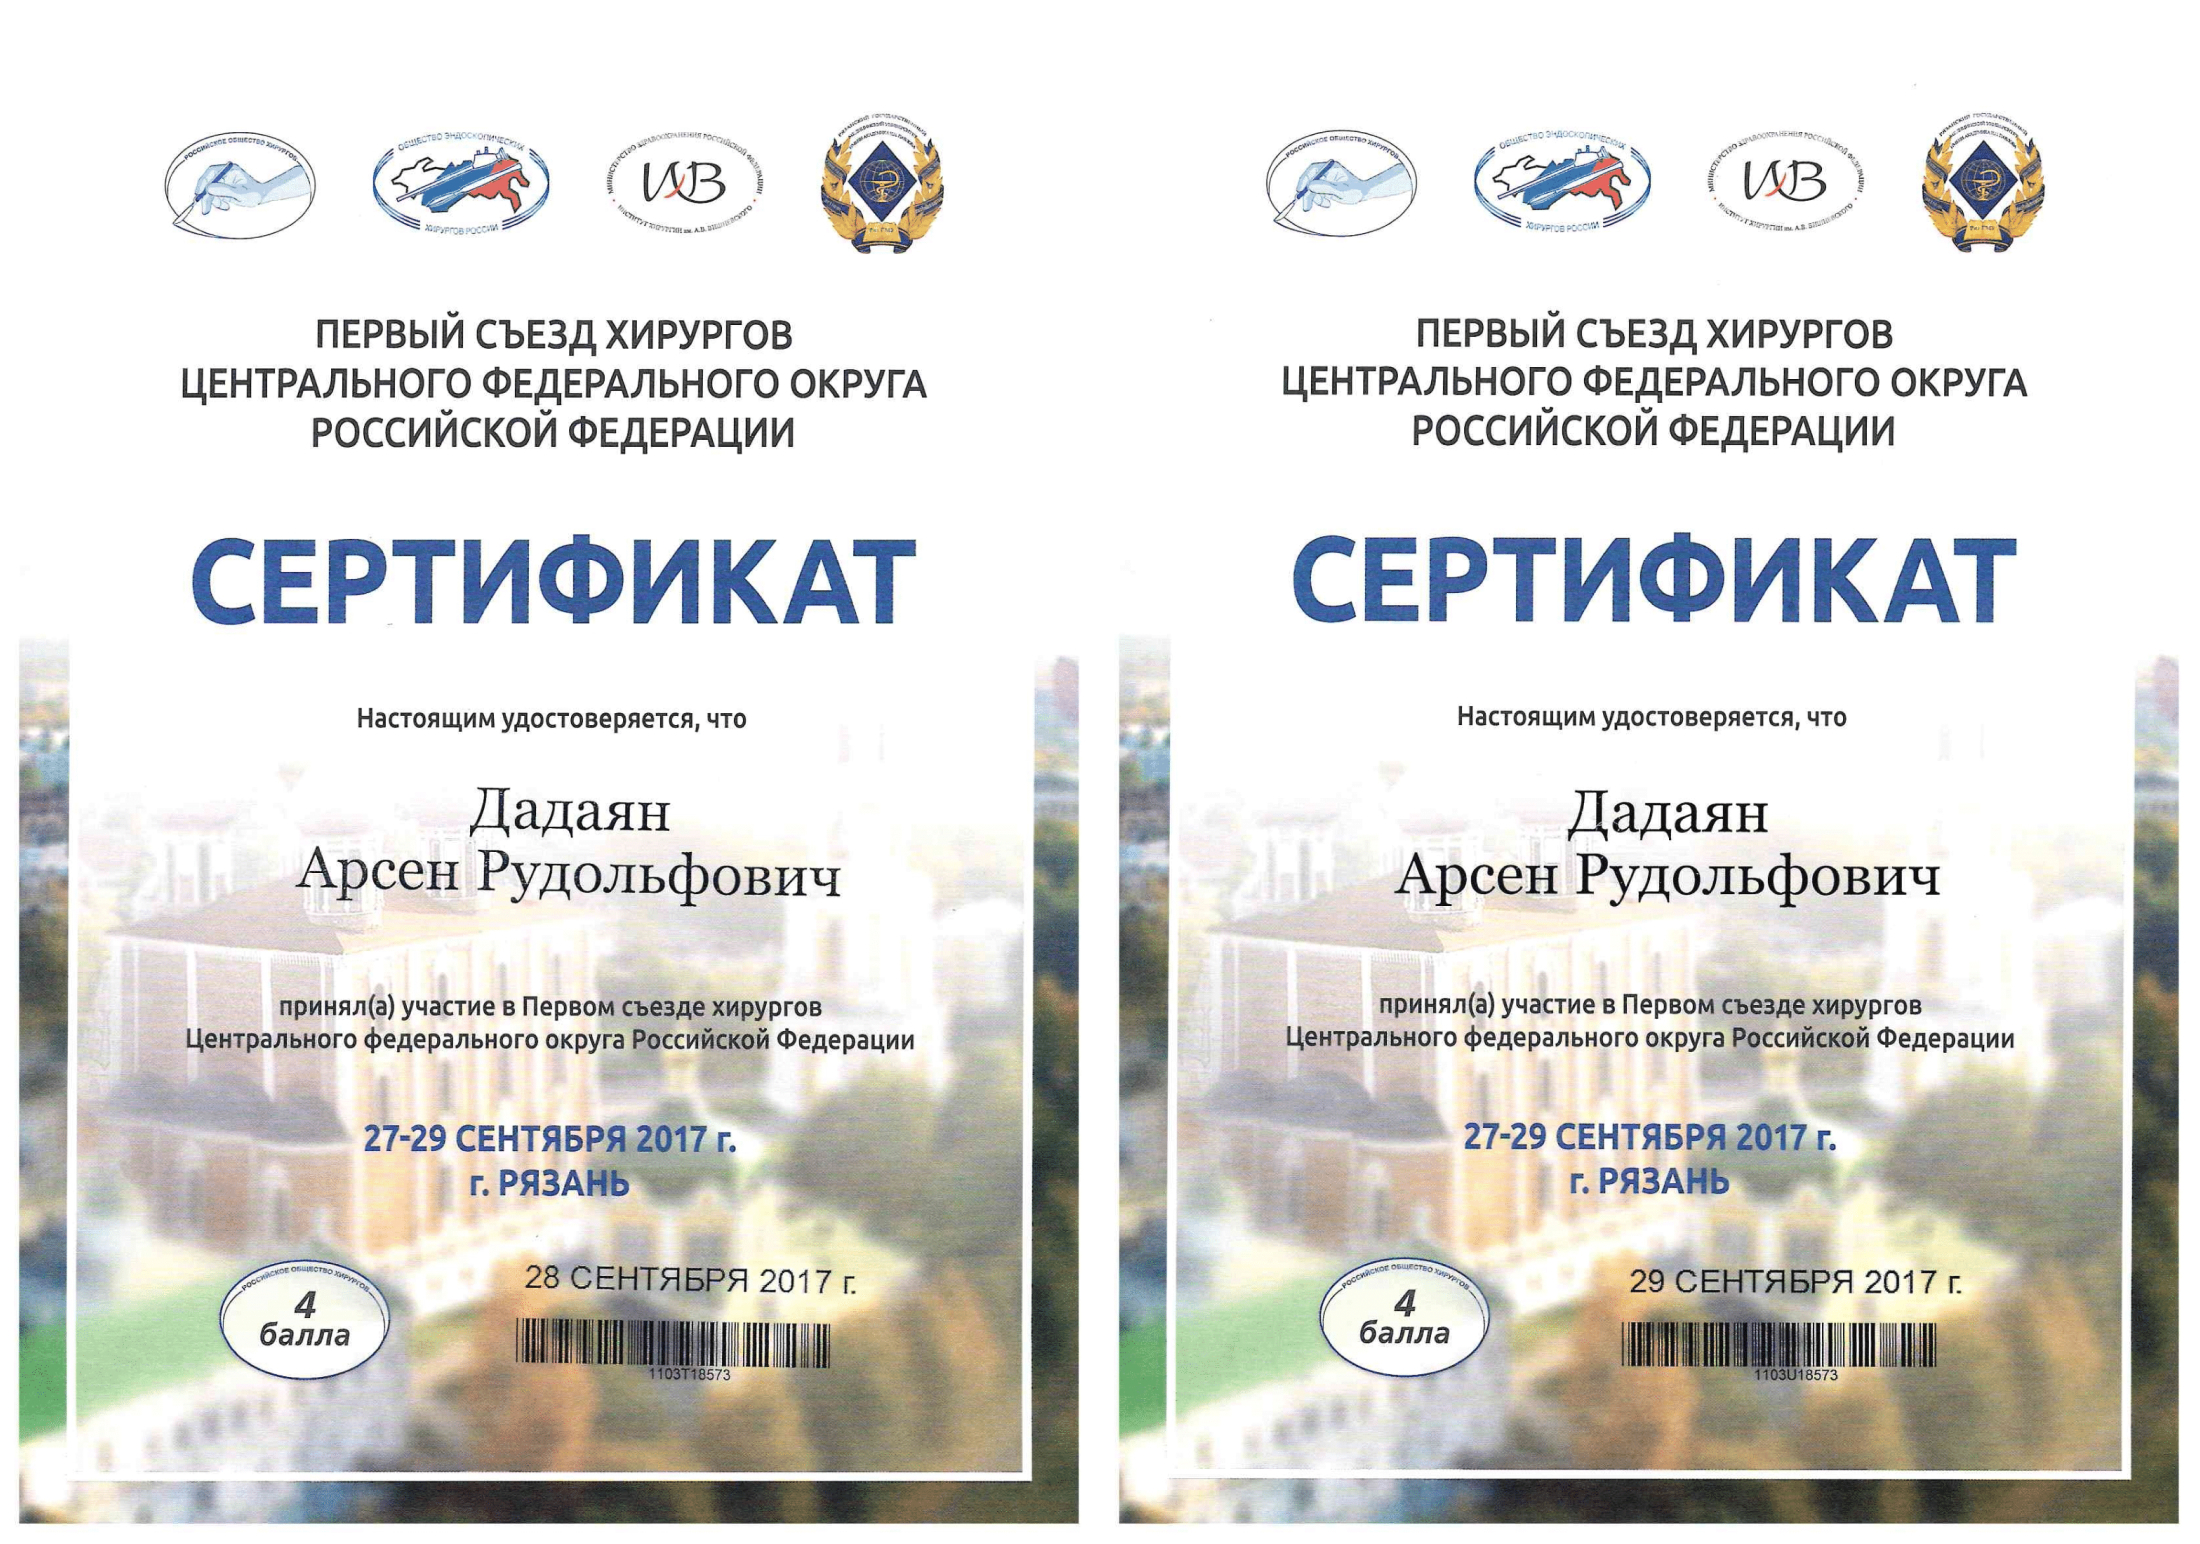 РОССИЙСКОЕ ОБЩЕСТВО ХИРУРГОВ
ОБЩЕСТВО ЭНДОСКОПИЧЕСКИХ
ХИРУРГОВ РОССИИ
МИНИСТЕРСТВО ЗДРАВООХРАНЕНИЯ РОССИЙСКОЙ ФЕДЕРАЦИИ
ИНСТИТУТ ХИРУРГИИ им. А.В. ВИШНЕВСКОГО
ПЕРВЫЙ СЪЕЗД ХИРУРГОВ
ЦЕНТРАЛЬНОГО ФЕДЕРАЛЬНОГО ОКРУГА
РОССИЙСКОЙ ФЕДЕРАЦИИ
СЕРТИФИКАТ
Настоящим удостоверяется, что
Дадаян
Арсен Рудольфович
принял(а) участие в Первом съезде хирургов
Центрального федерального округа Российской Федерации
27-29 СЕНТЯБРЯ 2017 г.
г. РЯЗАНЬ
РОССИЙСКОЕ ОБЩЕСТВО ХИРУРГОВ
4
балла
28 СЕНТЯБРЯ 2017 г.
1103T18573
РОССИЙСКОЕ ОБЩЕСТВО ХИРУРГОВ
ОБЩЕСТВО ЭНДОСКОПИЧЕСКИХ
ХИРУРГОВ РОССИИ
МИНИСТЕРСТВО ЗДРАВООХРАНЕНИЯ РОССИЙСКОЙ ФЕДЕРАЦИИ
ИНСТИТУТ ХИРУРГИИ им. А.В. ВИШНЕВСКОГО
ПЕРВЫЙ СЪЕЗД ХИРУРГОВ
ЦЕНТРАЛЬНОГО ФЕДЕРАЛЬНОГО ОКРУГА
РОССИЙСКОЙ ФЕДЕРАЦИИ
СЕРТИФИКАТ
Настоящим удостоверяется, что
Дадаян
Арсен Рудольфович
принял(а) участие в Первом съезде хирургов
Центрального федерального округа Российской Федерации
27-29 СЕНТЯБРЯ 2017 г.
г. РЯЗАНЬ
РОССИЙСКОЕ ОБЩЕСТВО ХИРУРГОВ
4
балла
29 СЕНТЯБРЯ 2017 г.
1103U18573